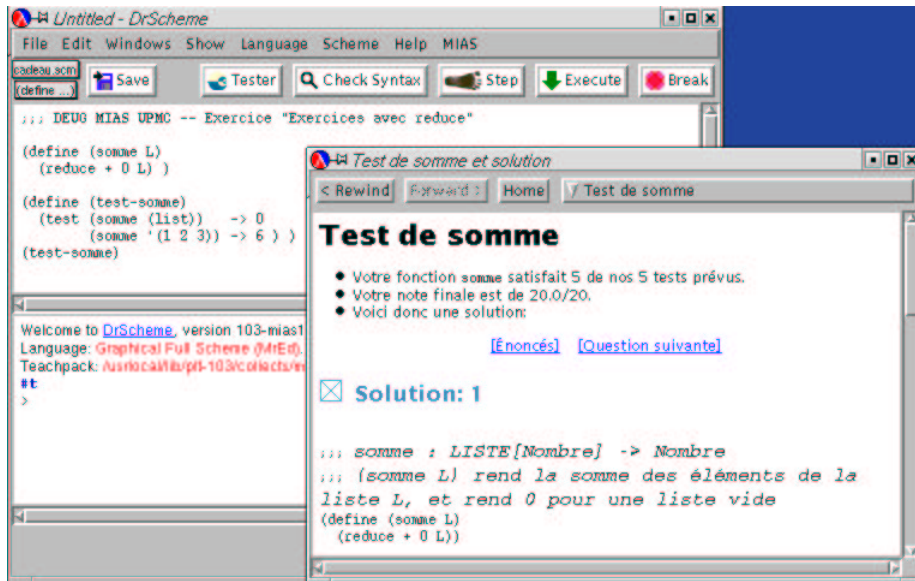 Untitled - DrScheme
File Edit Windows Show Language Scheme Help MIAS
cadeau.scm
(define ...)
Save Tester Check Syntax Step Execute Break
;;; DEUG MIAS UPMC -- Exercice "Exercices avec reduce"
(define (somme L)
(reduce + 0 L) )
(define (test-somme)
(test (somme (list)) -> 0
(somme '(1 2 3)) -> 6 ) )
(test-somme)
Welcome to DrScheme, version 103-mias1
Language: Graphical Full Scheme (MrEd).
Teachpack: /usr/local/lib/plt-103/collects/m
#t
>
Test de somme et solution
< Rewind Forward > Home Test de somme
Test de somme
• Votre fonction somme satisfait 5 de nos 5 tests prévus.
• Votre note finale est de 20.0/20.
• Voici donc une solution:
[Énoncés] [Question suivante]
Solution: 1
;;; somme : LISTE[Nombre] -> Nombre
;;; (somme L) rend la somme des éléments de la
liste L, et rend 0 pour une liste vide
(define (somme L)
(reduce + 0 L))